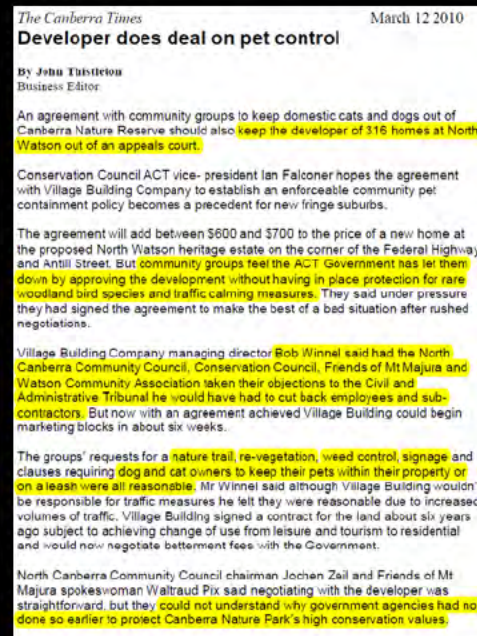 The Canberra Times March 12 2010
Developer does deal on pet control
By John Thistleton
Business Editor
An agreement with community groups to keep domestic cats and dogs out of
Canberra Nature Reserve should also keep the developer of 316 homes at North
Watson out of an appeals court.
Conservation Council ACT vice- president Ian Falconer hopes the agreement
with Village Building Company to establish an enforceable community pet
containment policy becomes a precedent for new fringe suburbs.
The agreement will add between $600 and $700 to the price of a new home at
the proposed North Watson heritage estate on the corner of the Federal Highway
and Antill Street. But community groups feel the ACT Government has let them
down by approving the development without having in place protection for rare
woodland bird species and traffic calming measures. They said under pressure
they had signed the agreement to make the best of a bad situation after rushed
negotiations.
Village Building Company managing director Bob Winnel said had the North
Canberra Community Council, Conservation Council, Friends of Mt Majura and
Watson Community Association taken their objections to the Civil and
Administrative Tribunal he would have had to cut back employees and sub-
contractors. But now with an agreement achieved Village Building could begin
marketing blocks in about six weeks.
The groups' requests for a nature trail, re-vegetation, weed control, signage and
clauses requiring dog and cat owners to keep their pets within their property or
on a leash were all reasonable. Mr Winnel said although Village Building wouldn'
be responsible for traffic measures he felt they were reasonable due to increased
volumes of traffic. Village Building signed a contract for the land about six years
ago subject to achieving change of use from leisure and tourism to residential
and would now negotiate betterment fees with the Government.
North Canberra Community Council chairman Jochen Zeil and Friends of Mt
Majura spokeswoman Waltraud Pix said negotiating with the developer was
straightforward, but they could not understand why government agencies had no
done so earlier to protect Canberra Nature Park's high conservation values.